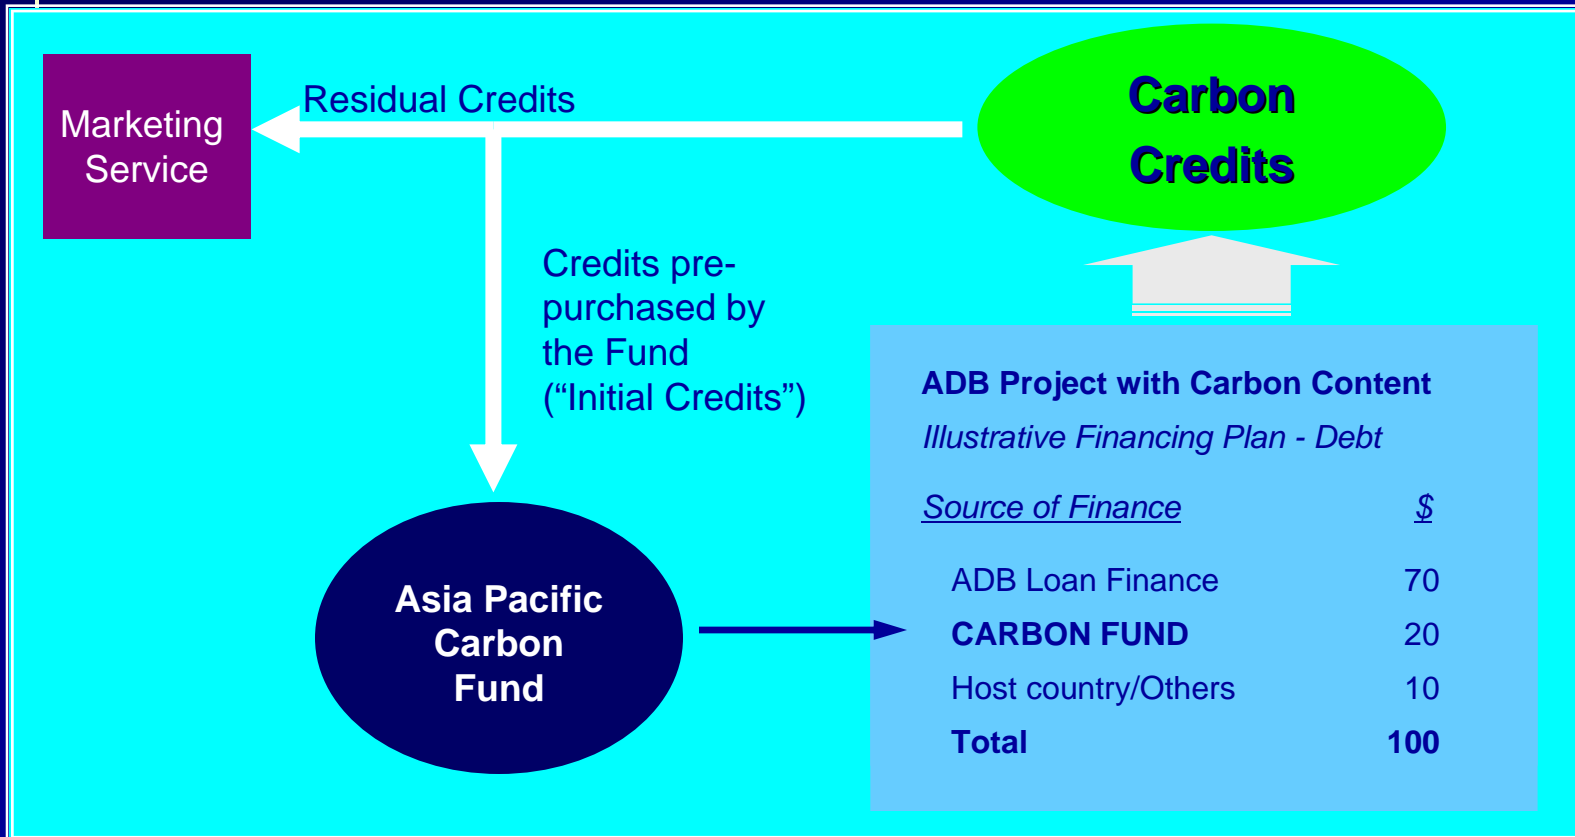 Residual Credits
Marketing
Service
Carbon
Credits
Credits pre-
purchased by
the Fund
(“Initial Credits”)
Asia Pacific
Carbon
Fund
ADB Project with Carbon Content
Illustrative Financing Plan - Debt
Source of Finance $
ADB Loan Finance 70
CARBON FUND 20
Host country/Others 10
Total 100